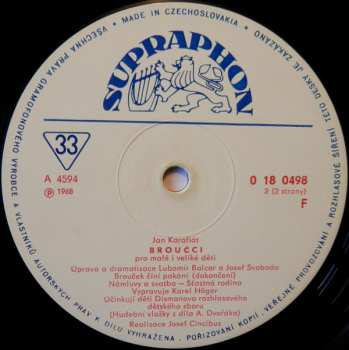 VŠECHNA PRÁVA GRAMOFONOVÉHO VÝROBCE A VLASTNÍKŮ AUTORSKÝCH PRÁV K DÍLU VYHRAZENA. POŘIZOVÁNÍ KOPIÍ, VEŘEJNÉ PROVOZOVÁNÍ A ROZHLASOVÉ ŠÍŘENÍ TÉTO DESKY JE ZAKÁZÁNO
• MADE IN CZECHOSLOVAKIA •
SUPRAPHON
33
A 4594
Ⓟ 1968
0 18 0498
2 (2 strany)
F
Jan Karafiát
BROUČCI
pro malé i veliké děti
Úprava a dramatisace Lubomír Balcar a Josef Svoboda
Brouček činí pokání (dokončení)
Námluvy a svatba – Šťastná rodina
Vypravuje Karel Höger
Účinkují děti Dismanova rozhlasového
dětského sboru
(Hudební vložky z díla A. Dvořáka)
Realisace Josef Cincibus